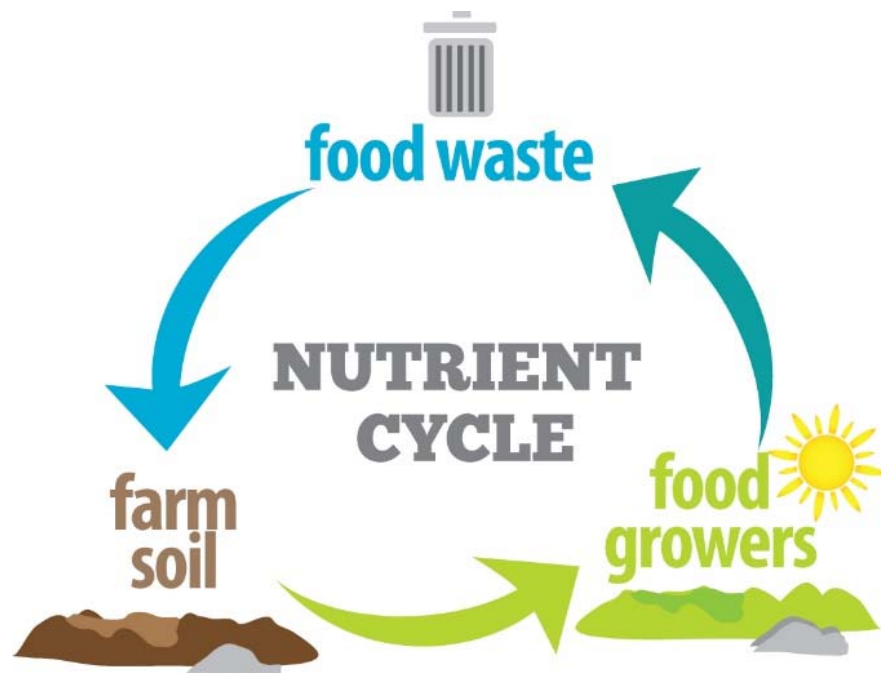 food waste
NUTRIENT
CYCLE
farm
soil
food
growers